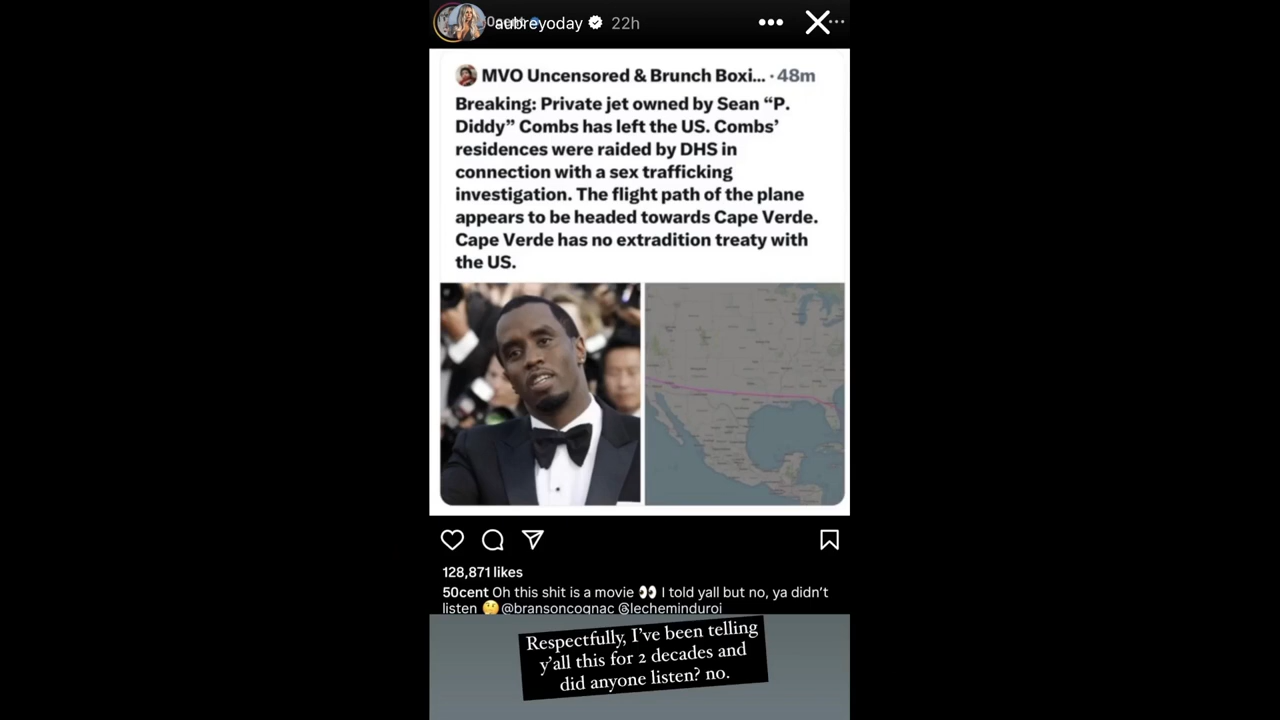 aubreyoday 22h
MVO Uncensored & Brunch Boxi... · 48m
Breaking: Private jet owned by Sean “P.
Diddy” Combs has left the US. Combs’
residences were raided by DHS in
connection with a sex trafficking
investigation. The flight path of the plane
appears to be headed towards Cape Verde.
Cape Verde has no extradition treaty with
the US.
128,871 likes
50cent Oh this shit is a movie 👀 I told yall but no, ya didn’t
listen 🤔 @bransoncognac @lecheminduroi
Respectfully, I’ve been telling
y’all this for 2 decades and
did anyone listen? no.